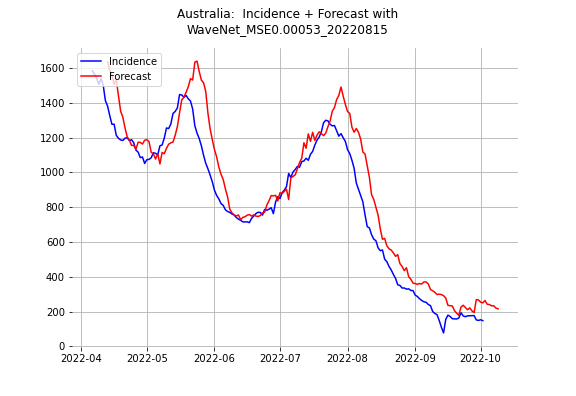 Australia:  Incidence + Forecast with
WaveNet_MSE0.00053_20220815
Incidence
Forecast
1600
1400
1200
1000
800
600
400
200
0
2022-04 2022-05 2022-06 2022-07 2022-08 2022-09 2022-10